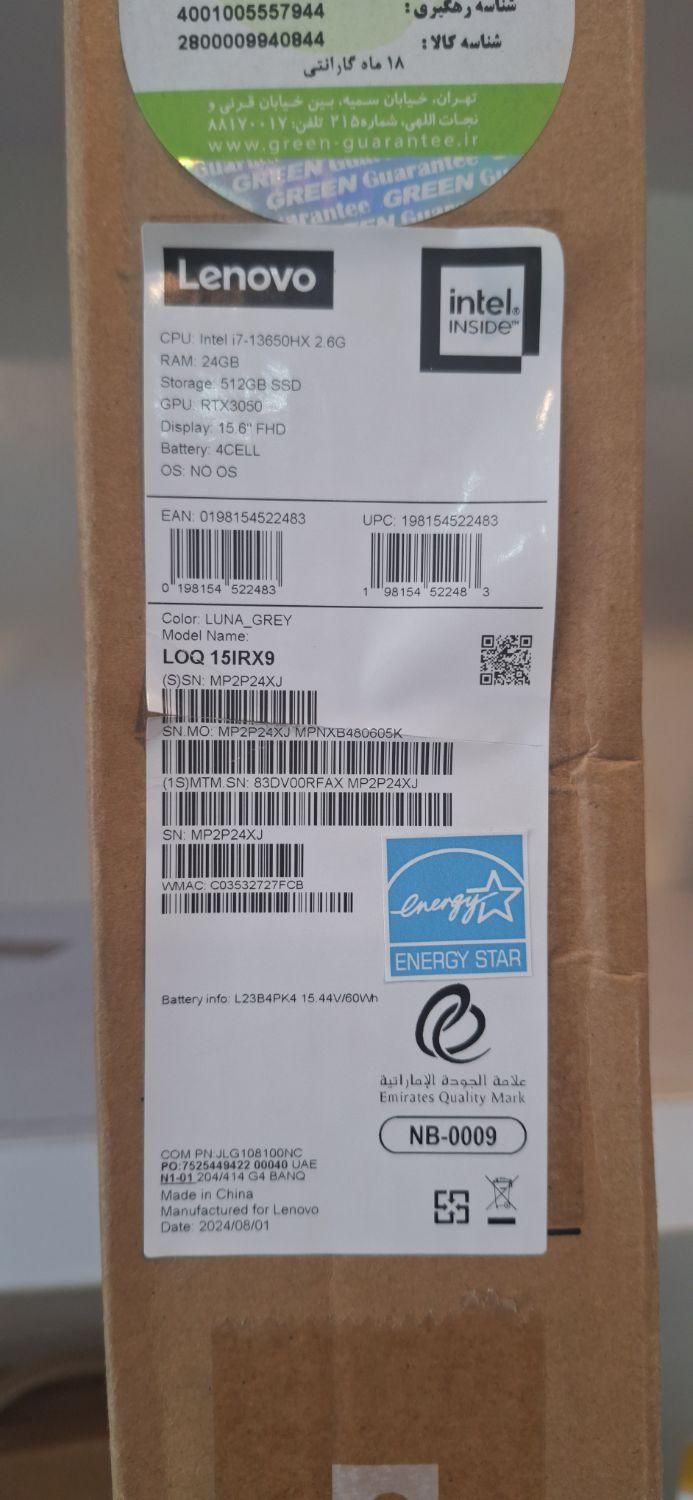 شناسه رهگیری: 4001005557944
شناسه کالا: 2800009940844
۱۸ ماه گارانتی
تهران، خیابان سمیه، بین خیابان قرنی و
نجات اللهی، شماره۲۱۵ تلفن: ۸۸۱۷۰۰۱۷
www.green-guarantee.ir
GREEN Guarantee
GREEN Guarantee GREEN
Lenovo
intel®
INSIDE™
CPU: Intel i7-13650HX 2.6G
RAM: 24GB
Storage: 512GB SSD
GPU: RTX3050
Display: 15.6" FHD
Battery: 4CELL
OS: NO OS
EAN: 0198154522483 UPC: 198154522483
0 198154 522483 1 98154 52248 3
Color: LUNA_GREY
Model Name:
LOQ 15IRX9
(S)SN: MP2P24XJ
SN.MO: MP2P24XJ MPNXB480605K
(1S)MTM.SN: 83DV00RFAX MP2P24XJ
SN: MP2P24XJ
WMAC: C03532727FCB
energy
ENERGY STAR
Battery info: L23B4PK4 15.44V/60Wh
علامة الجودة الإماراتية
Emirates Quality Mark
NB-0009
COM PN:JLG108100NC
PO:7525449422 00040 UAE
N1-01 204/414 G4 BANQ
Made in China
Manufactured for Lenovo
Date: 2024/08/01